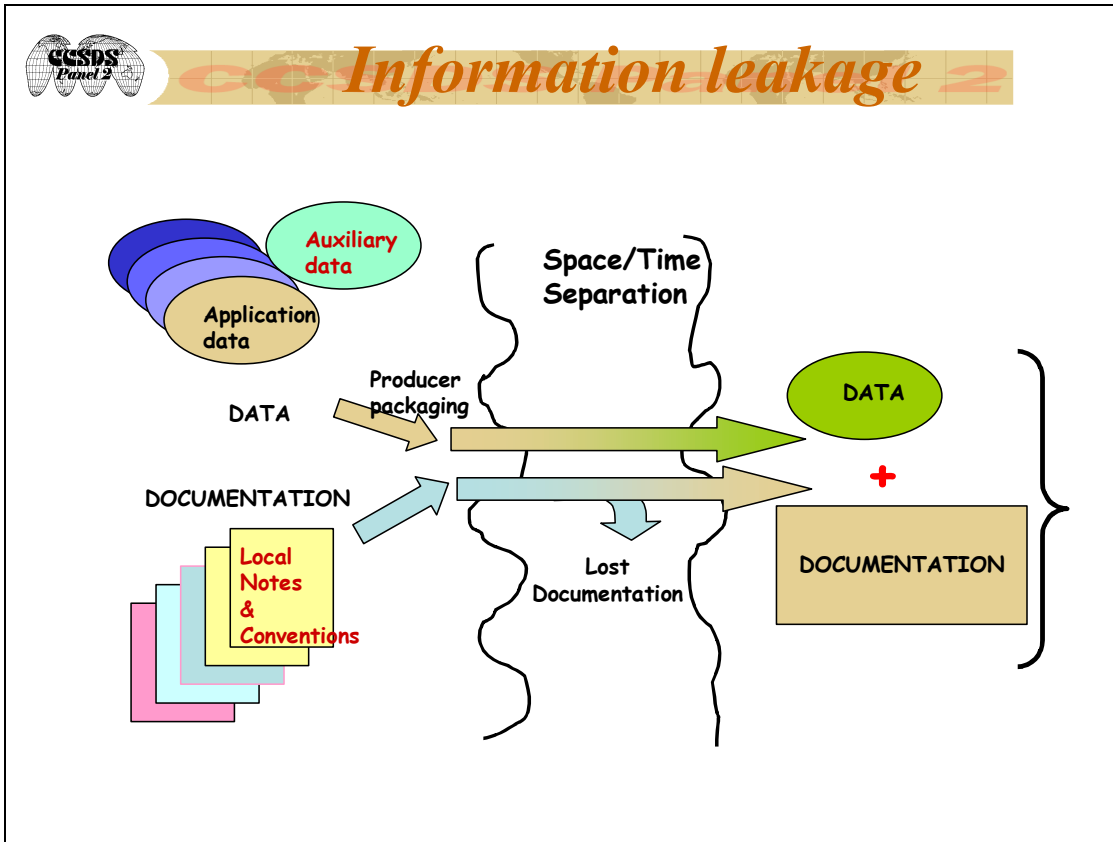 CCSDS
Panel 2
Information leakage
Auxiliary
data
Application
data
Space/Time
Separation
Producer
packaging
DATA
DATA
DOCUMENTATION
Local
Notes
&
Conventions
Lost
Documentation
+
DOCUMENTATION